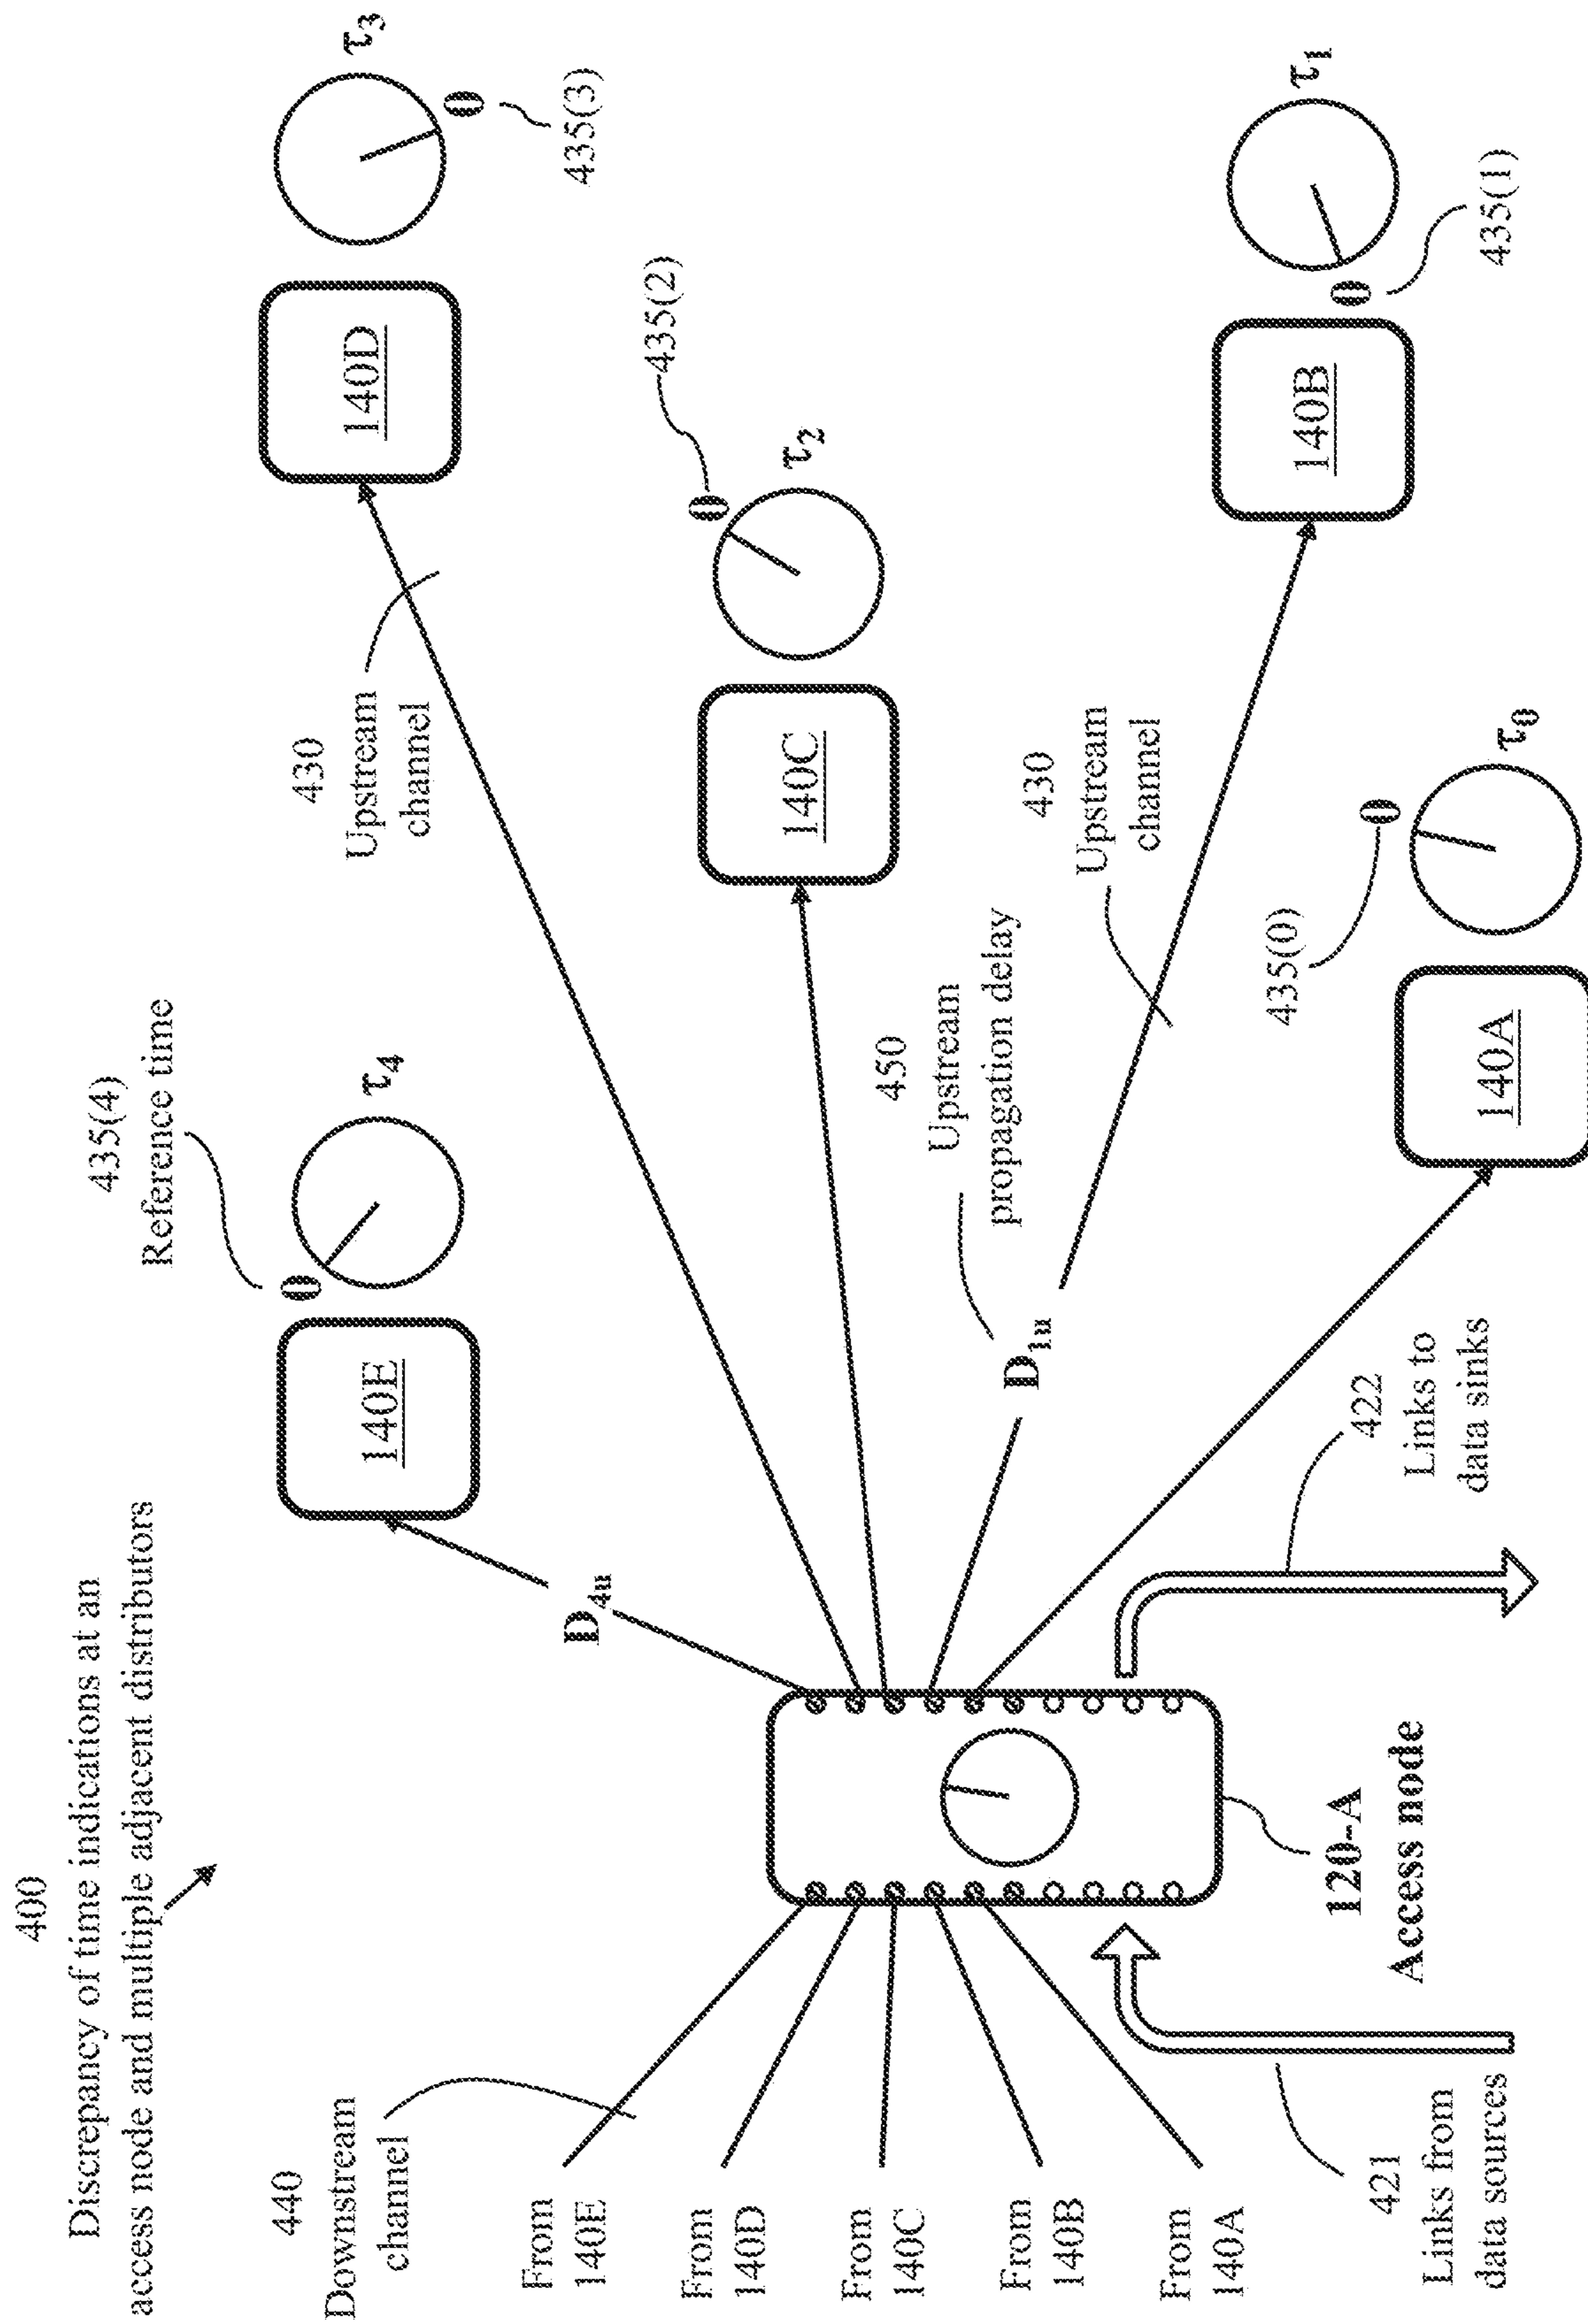 400
Discrepancy of time indications at an
access node and multiple adjacent distributors
435(4)
Reference time
0
τ4
140E
D4u
440
Downstream
channel
From
140E
From
140D
From
140C
From
140B
From
140A
430
Upstream
channel
140D
0
τ3
435(3)
435(2)
0
τ2
140C
450
Upstream
propagation delay
D1u
430
Upstream
channel
140B
0
τ1
435(1)
435(0)
0
τ0
140A
422
Links to
data sinks
120-A
Access node
421
Links from
data sources